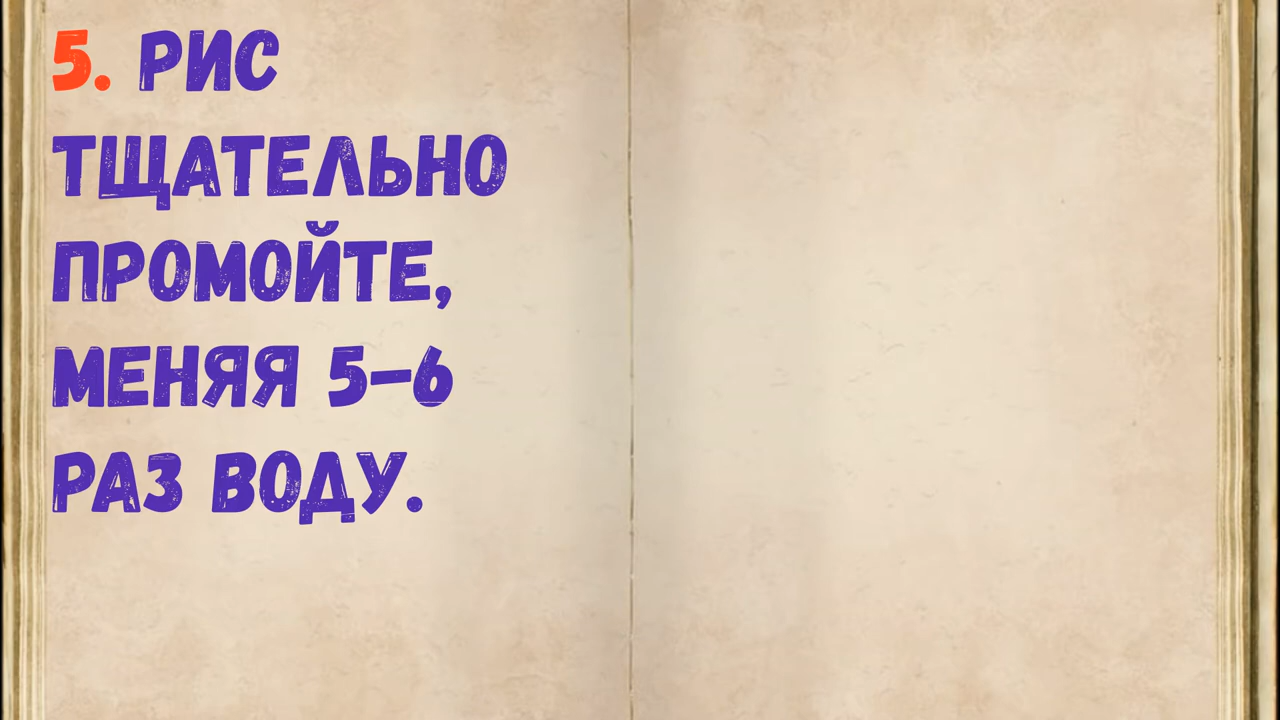 5. РИС
ТЩАТЕЛЬНО
ПРОМОЙТЕ,
МЕНЯЯ 5–6
РАЗ ВОДУ.